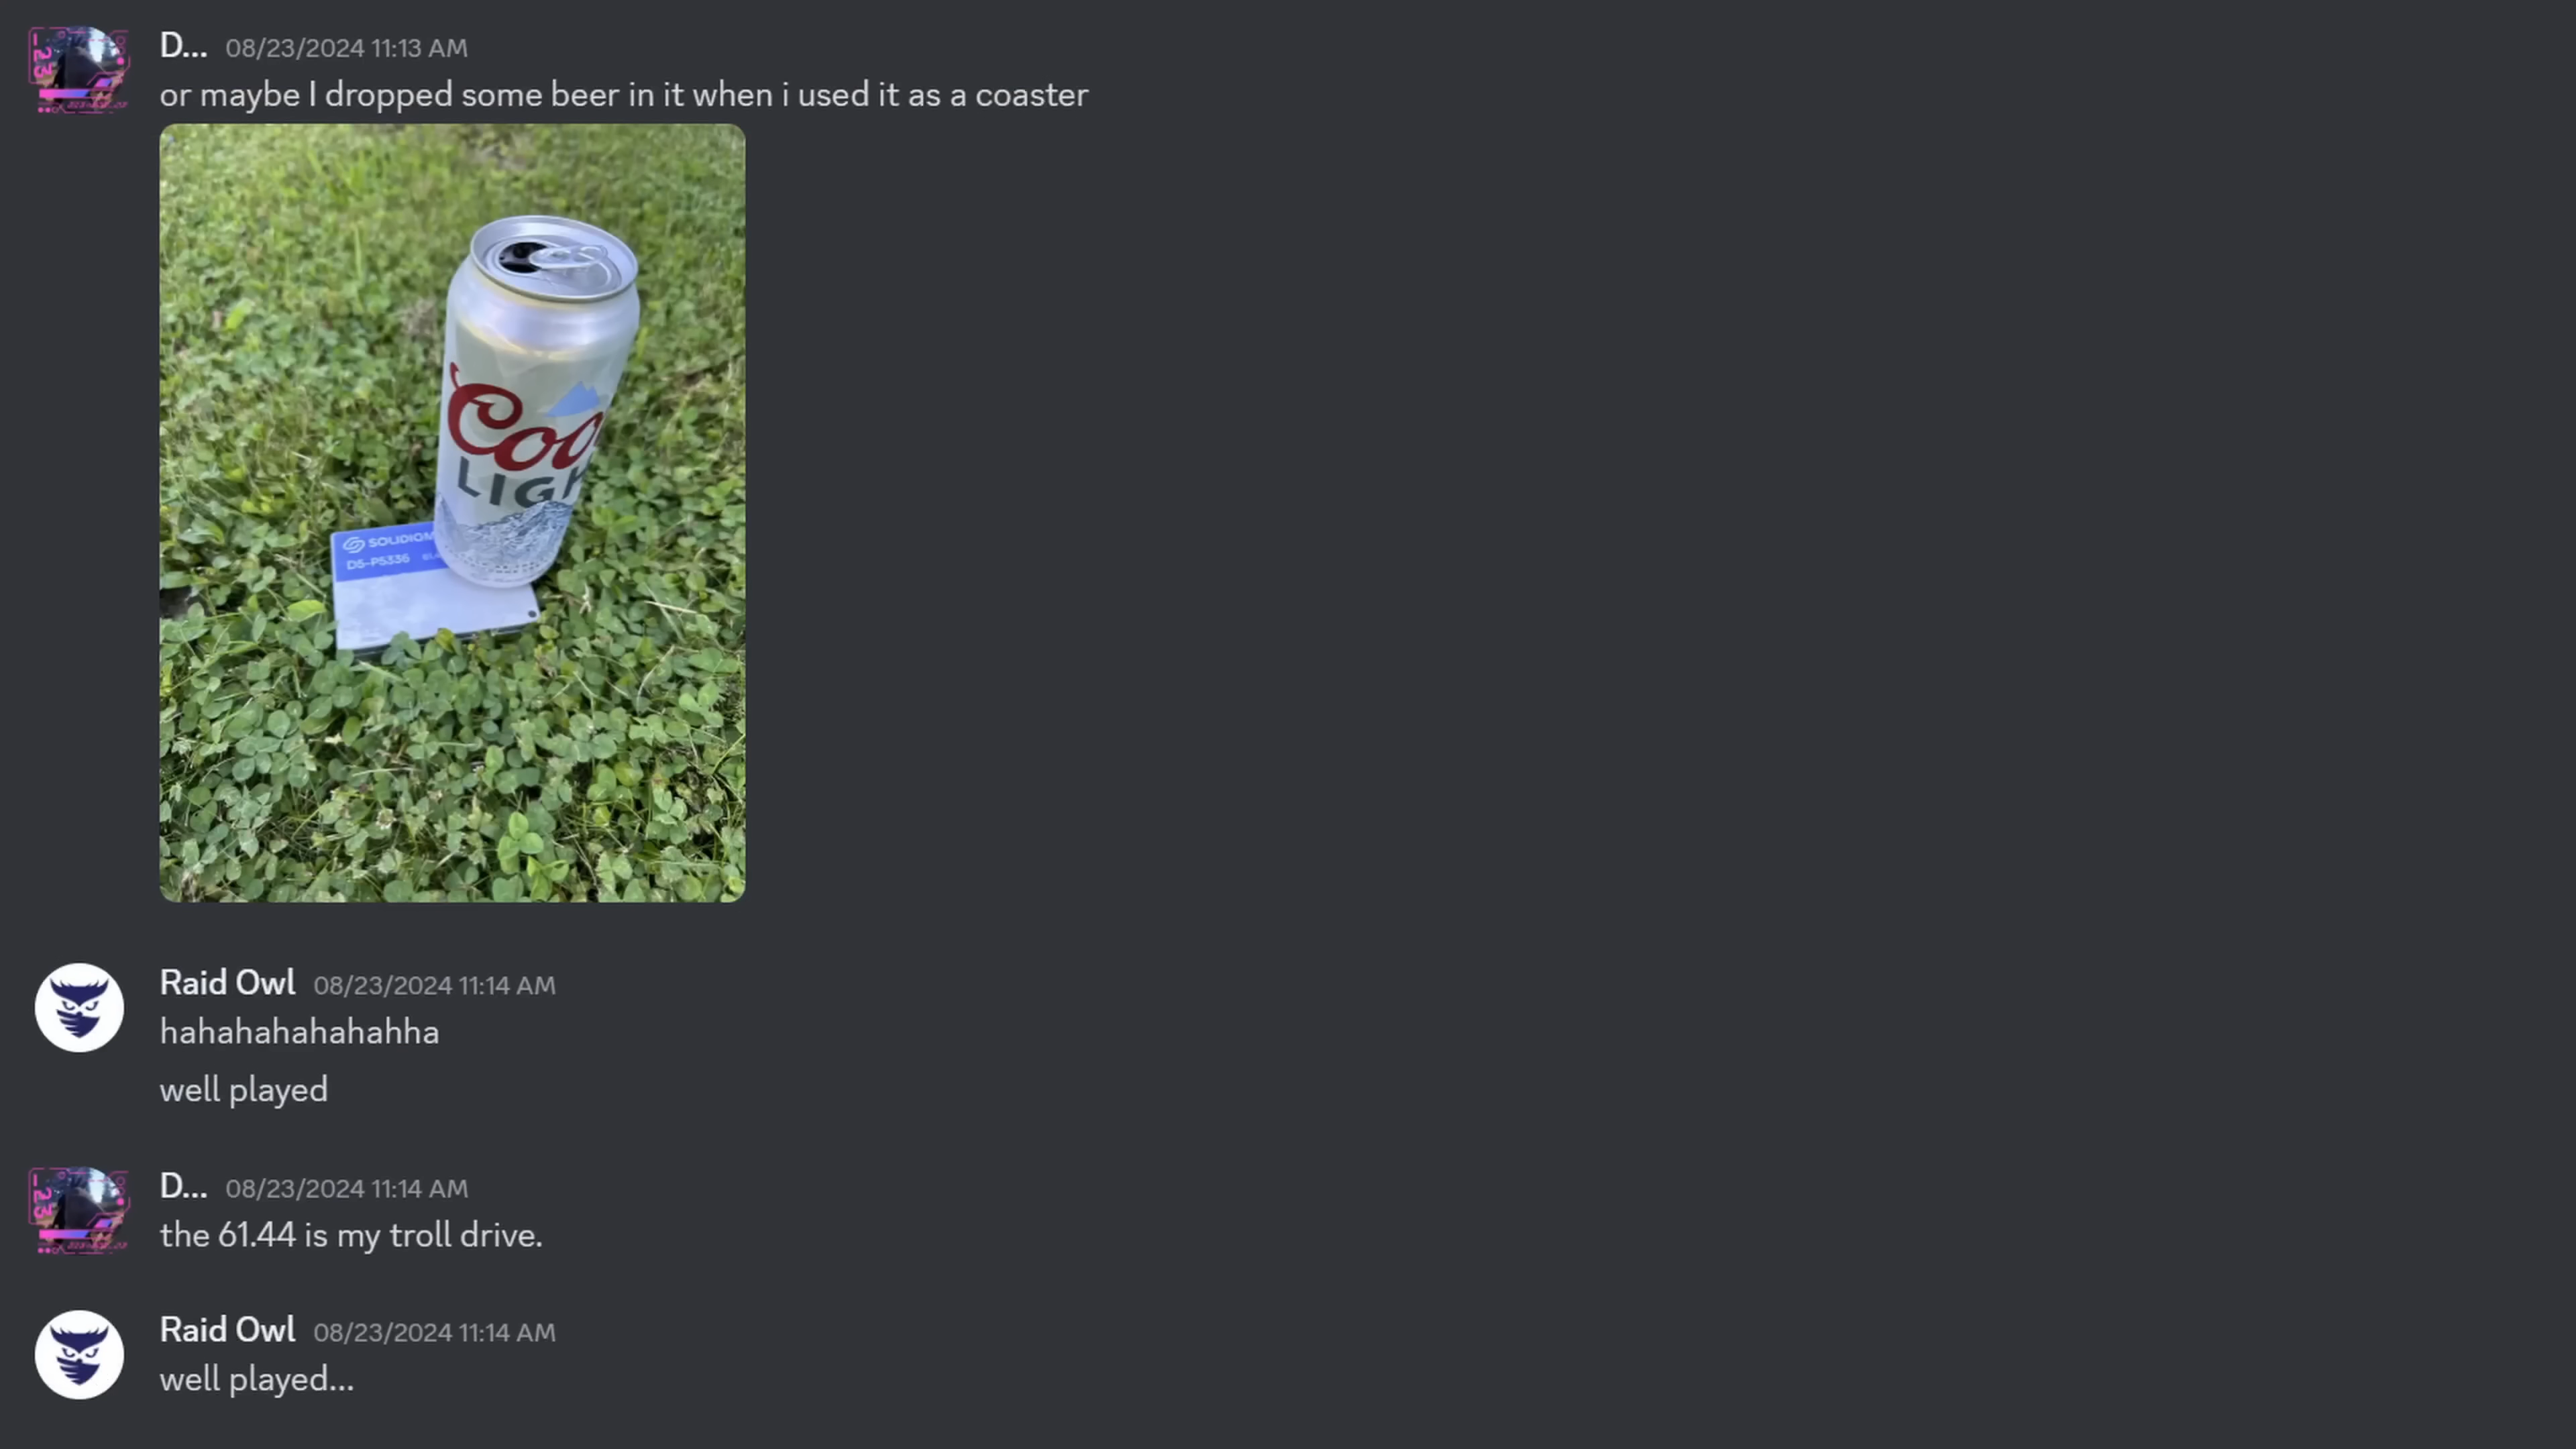 D... 08/23/2024 11:13 AM
or maybe I dropped some beer in it when i used it as a coaster
Coo
LIGH
SOLIDIGM
D5-P5336
Raid Owl 08/23/2024 11:14 AM
hahahahahahahha
well played
D... 08/23/2024 11:14 AM
the 61.44 is my troll drive.
Raid Owl 08/23/2024 11:14 AM
well played...